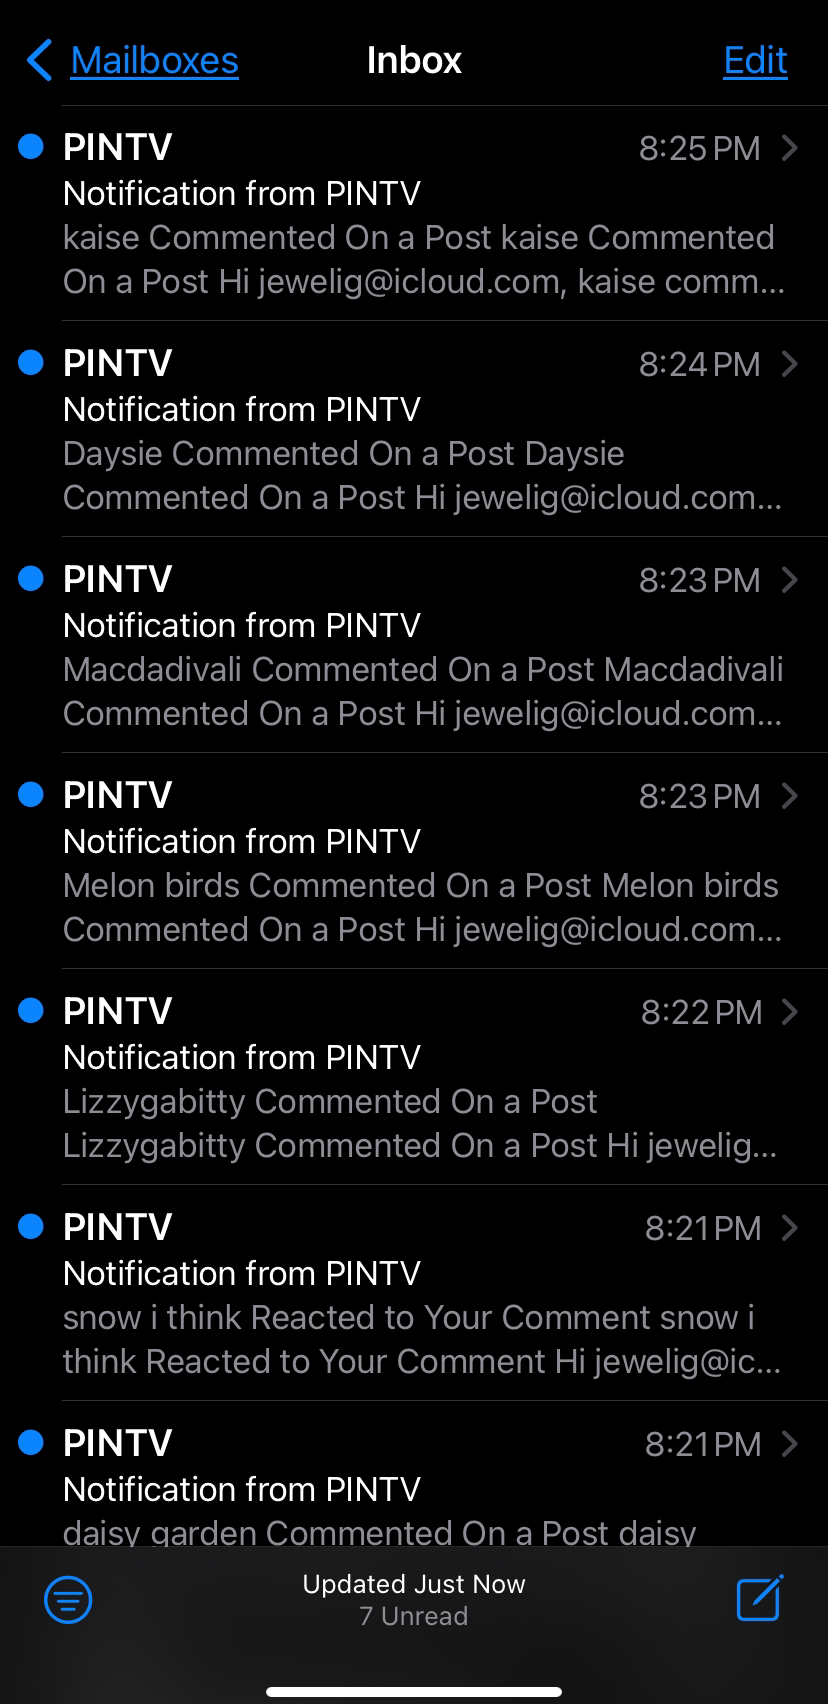 Mailboxes Inbox Edit
PINTV 8:25 PM
Notification from PINTV
kaise Commented On a Post kaise Commented
On a Post Hi jewelig@icloud.com, kaise comm...
PINTV 8:24 PM
Notification from PINTV
Daysie Commented On a Post Daysie
Commented On a Post Hi jewelig@icloud.com...
PINTV 8:23 PM
Notification from PINTV
Macdadivali Commented On a Post Macdadivali
Commented On a Post Hi jewelig@icloud.com...
PINTV 8:23 PM
Notification from PINTV
Melon birds Commented On a Post Melon birds
Commented On a Post Hi jewelig@icloud.com...
PINTV 8:22 PM
Notification from PINTV
Lizzygabitty Commented On a Post
Lizzygabitty Commented On a Post Hi jewelig...
PINTV 8:21 PM
Notification from PINTV
snow i think Reacted to Your Comment snow i
think Reacted to Your Comment Hi jewelig@ic...
PINTV 8:21 PM
Notification from PINTV
daisy garden Commented On a Post daisy
Updated Just Now
7 Unread